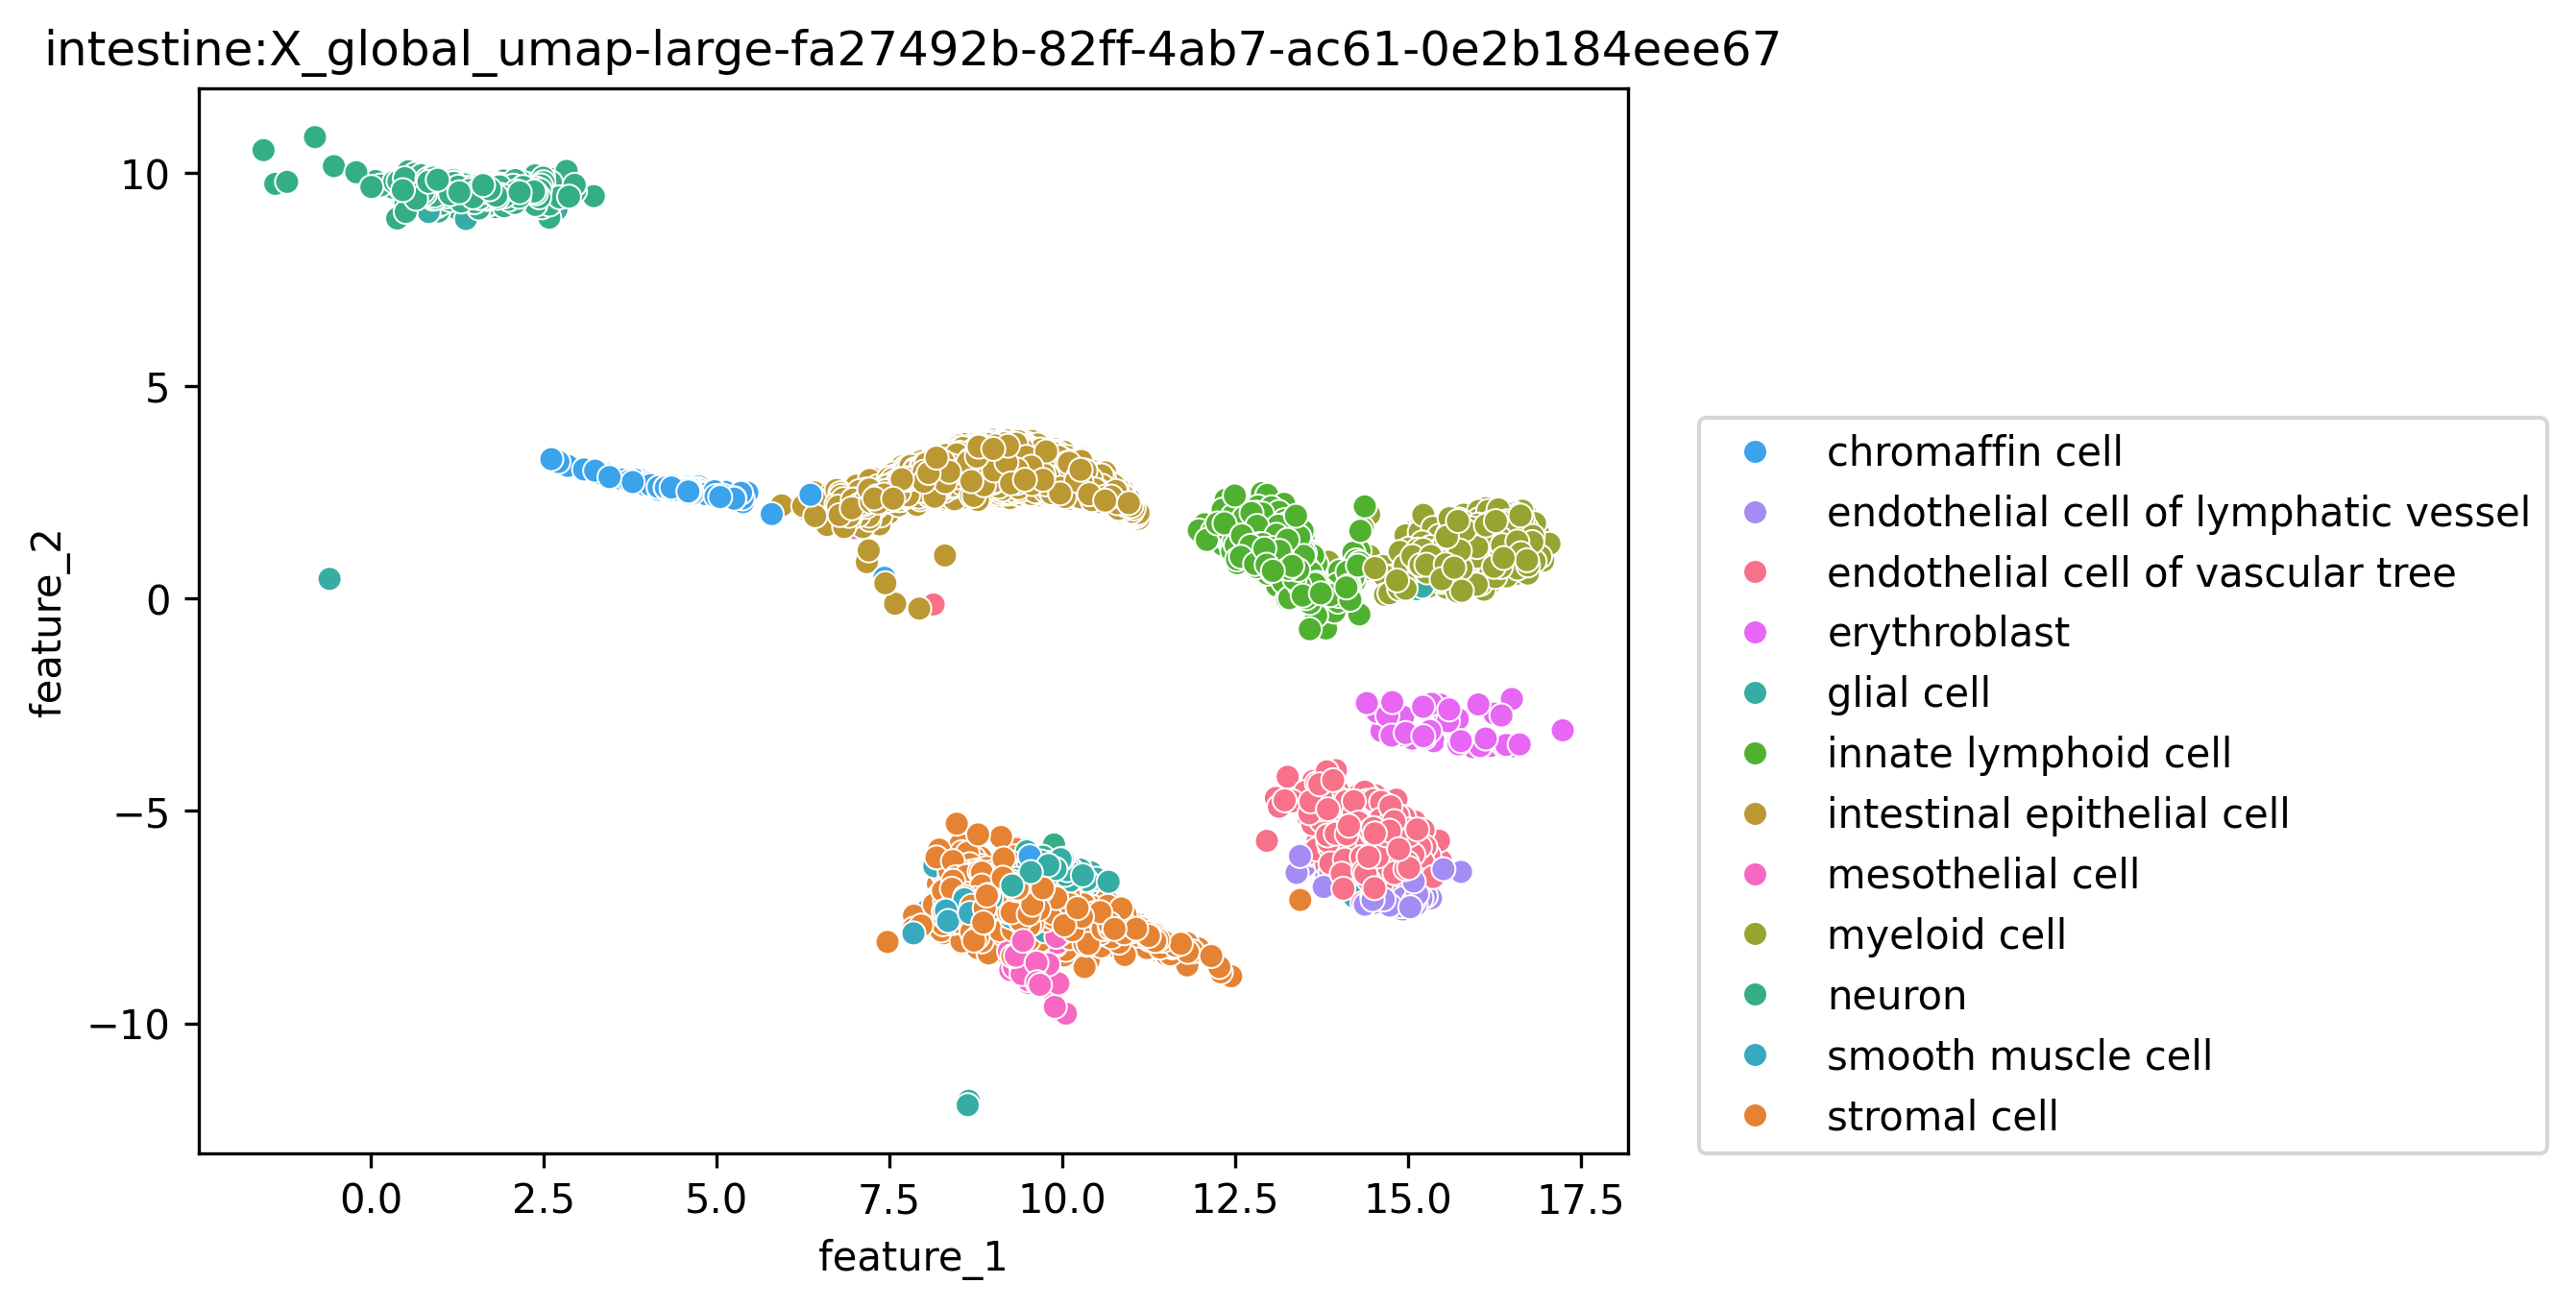 intestine:X_global_umap-large-fa27492b-82ff-4ab7-ac61-0e2b184eee67
10
5
0
−5
−10
feature_2
0.0 2.5 5.0 7.5 10.0 12.5 15.0 17.5
feature_1
chromaffin cell
endothelial cell of lymphatic vessel
endothelial cell of vascular tree
erythroblast
glial cell
innate lymphoid cell
intestinal epithelial cell
mesothelial cell
myeloid cell
neuron
smooth muscle cell
stromal cell